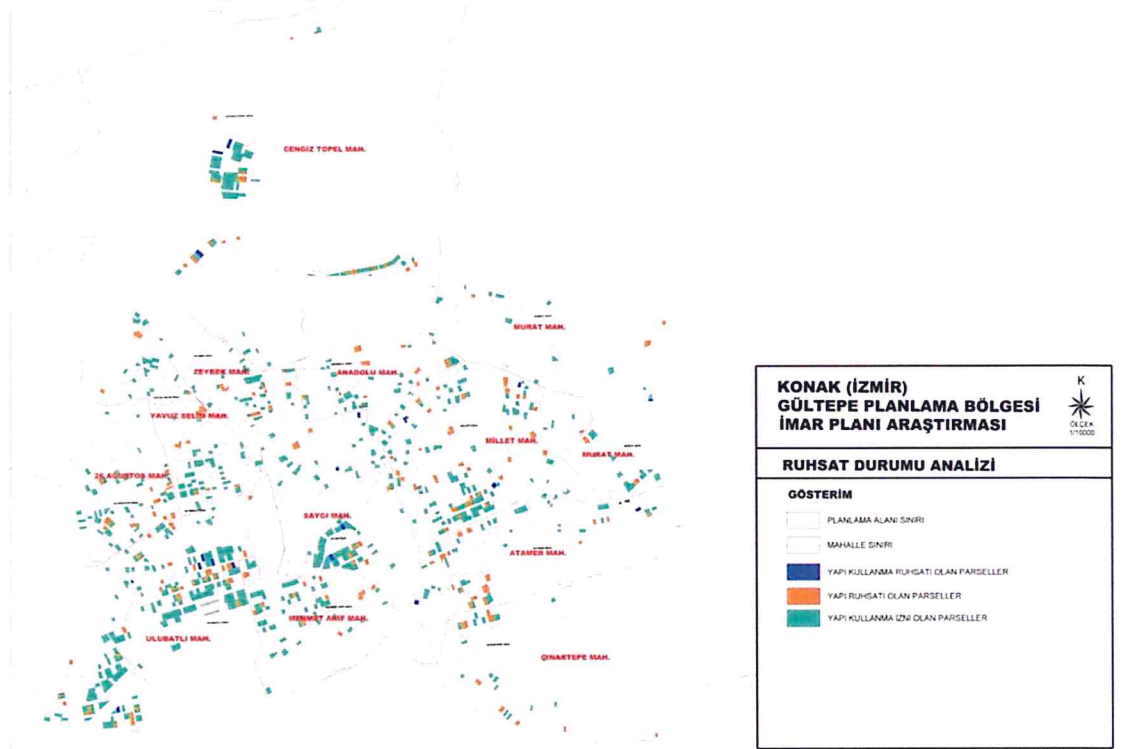 CENGİZ TOPEL MAH.
MURAT MAH.
ZEYBEK MAH.
ANADOLU MAH.
YAVUZ SELİM MAH.
MİLLET MAH.
MURAT MAH.
26 AĞUSTOS MAH.
SAYGI MAH.
ATAMER MAH.
MEHMET AKİF MAH.
ULUBATLI MAH.
ÇINARTEPE MAH.
KONAK (İZMİR)
GÜLTEPE PLANLAMA BÖLGESİ
İMAR PLANI ARAŞTIRMASI
K
ÖLÇEK
1/10000
RUHSAT DURUMU ANALİZİ
GÖSTERİM
PLANLAMA ALANI SINIRI
MAHALLE SINIRI
YAPI KULLANMA RUHSATI OLAN PARSELLER
YAPI RUHSATI OLAN PARSELLER
YAPI KULLANMA İZNİ OLAN PARSELLER